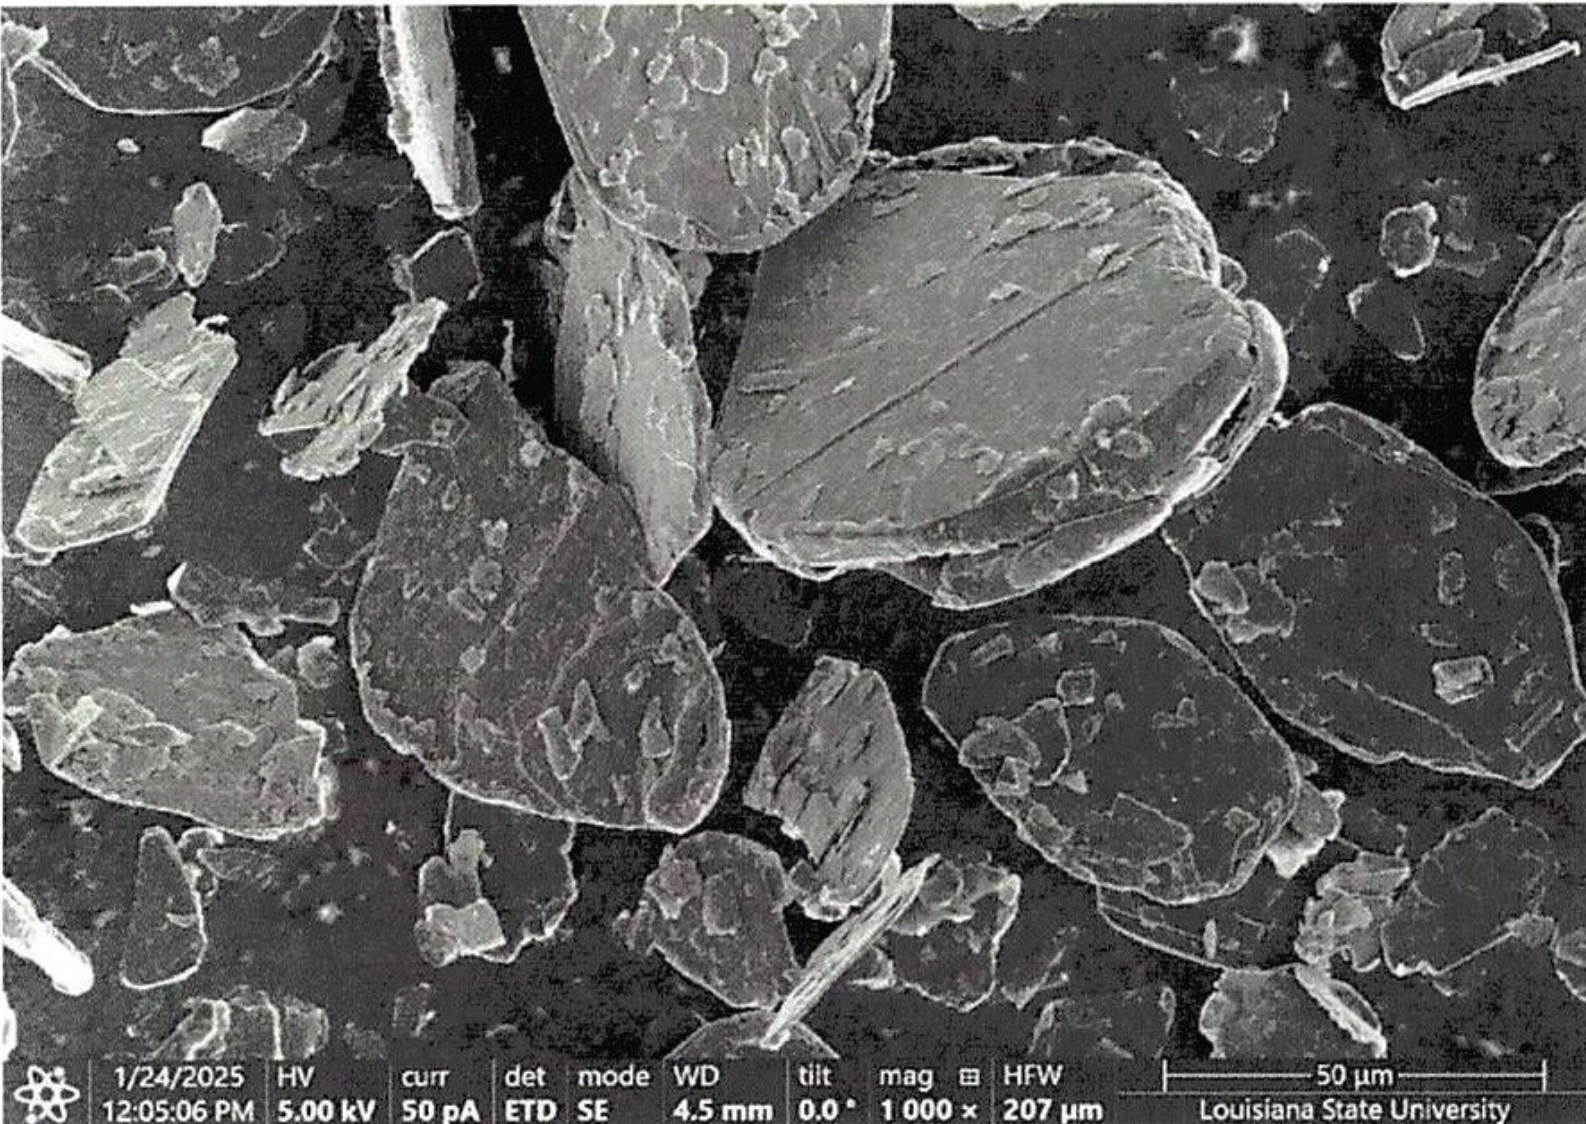 1/24/2025 HV curr det mode WD tilt mag ⊞ HFW 50 μm
12:05:06 PM 5.00 kV 50 pA ETD SE 4.5 mm 0.0 ° 1 000 × 207 μm Louisiana State University